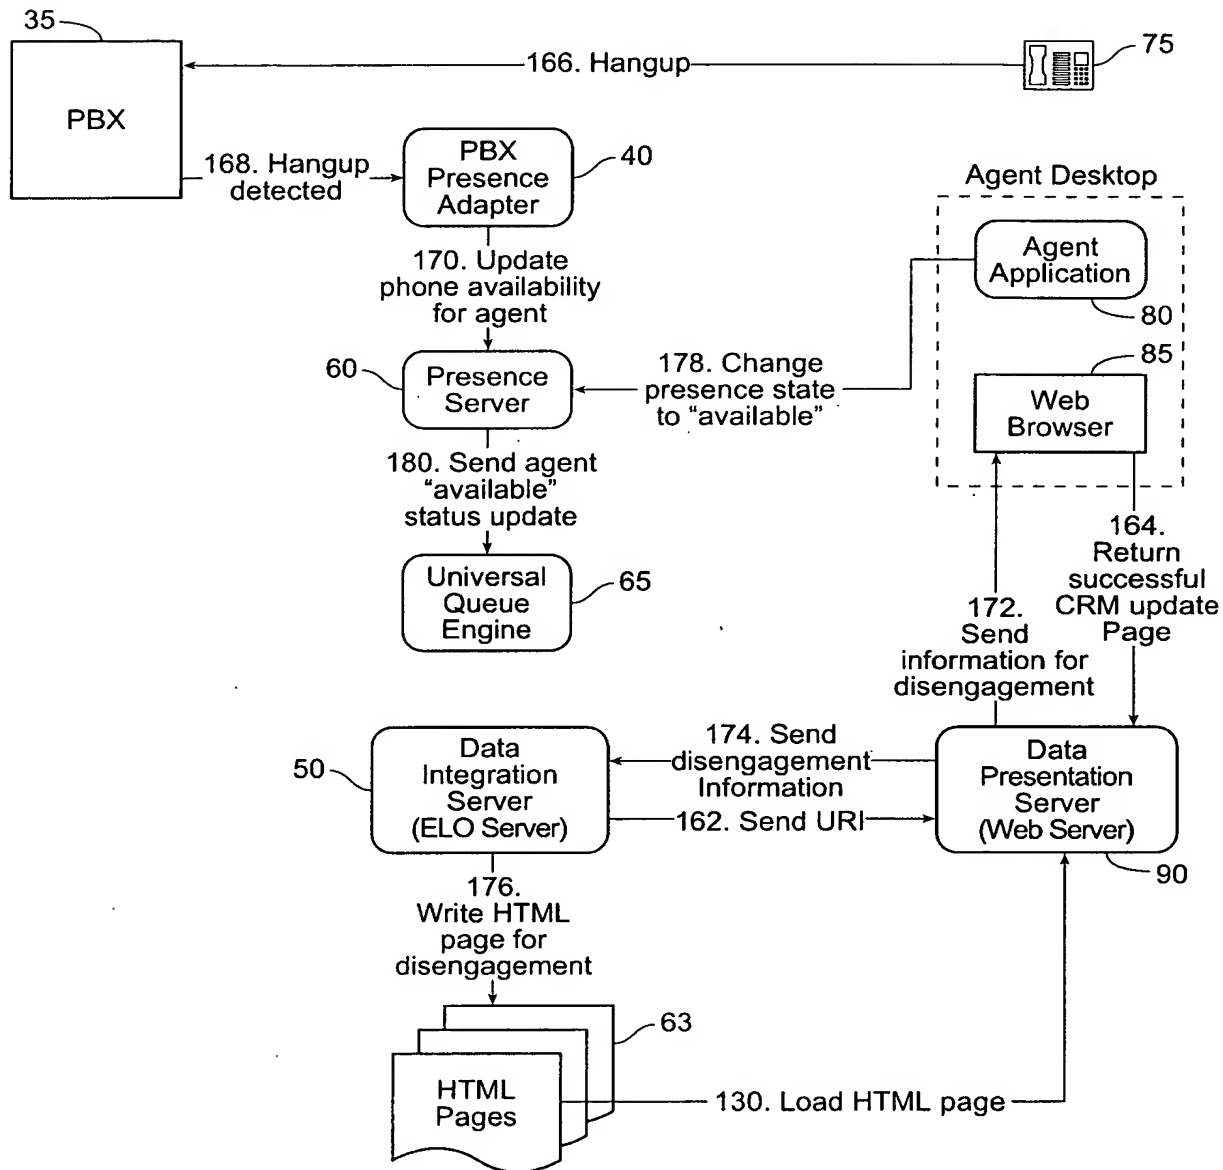 35
75
166. Hangup
PBX
168. Hangup
detected
PBX
Presence
Adapter
40
Agent Desktop
Agent
Application
80
170. Update
phone availability
for agent
60
Presence
Server
178. Change
presence state
to “available”
85
Web
Browser
180. Send agent
“available”
status update
164.
Return
successful
CRM update
Page
Universal
Queue
Engine
65
172.
Send
information for
disengagement
50
Data
Integration
Server
(ELO Server)
174. Send
disengagement
Information
162. Send URI
Data
Presentation
Server
(Web Server)
90
176.
Write HTML
page for
disengagement
63
HTML
Pages
130. Load HTML page